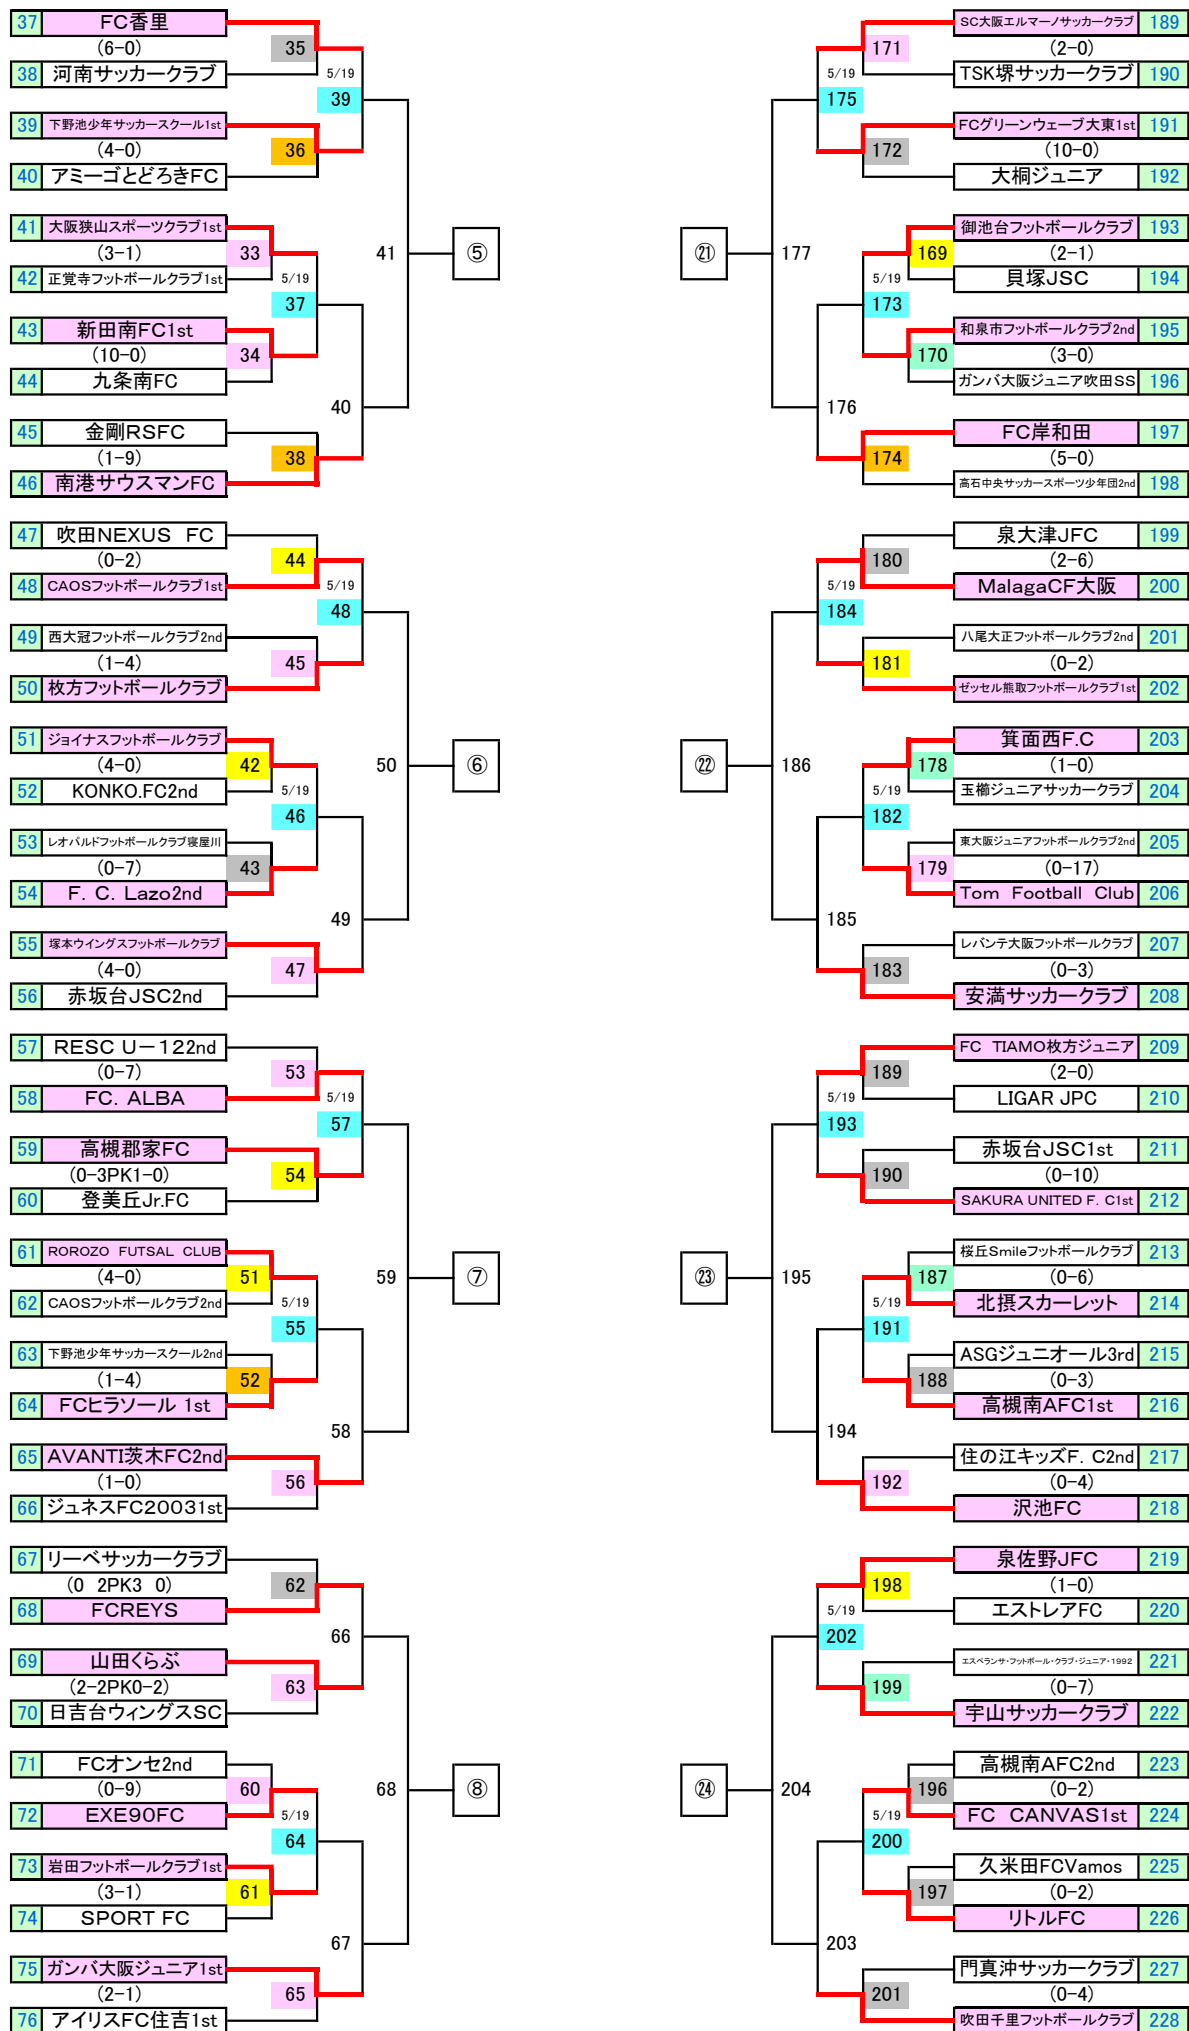 37 FC香里
(6-0) 35
38 河南サッカークラブ
5/19
39
39 下野池少年サッカースクール1st
(4-0) 36
40 アミーゴとどろきFC
41 大阪狭山スポーツクラブ1st
(3-1) 33
41 ⑤
42 正覚寺フットボールクラブ1st
5/19
37
43 新田南FC1st
(10-0) 34
44 九条南FC
40
45 金剛RSFC
(1-9) 38
46 南港サウスマンFC
47 吹田NEXUS FC
(0-2) 44
48 CAOSフットボールクラブ1st
5/19
48
49 西大冠フットボールクラブ2nd
(1-4) 45
50 枚方フットボールクラブ
51 ジョイナスフットボールクラブ
(4-0) 42
50 ⑥
52 KONKO.FC2nd
5/19
46
53 レオバルドフットボールクラブ寝屋川
(0-7) 43
54 F. C. Lazo2nd
49
55 塚本ウイングスフットボールクラブ
(4-0) 47
56 赤坂台JSC2nd
57 RESC U-122nd
(0-7) 53
58 FC. ALBA
5/19
57
59 高槻郡家FC
(0-3PK1-0) 54
60 登美丘Jr.FC
61 ROROZO FUTSAL CLUB
(4-0) 51
59 ⑦
62 CAOSフットボールクラブ2nd
5/19
55
63 下野池少年サッカースクール2nd
(1-4) 52
64 FCヒラソール 1st
58
65 AVANTI茨木FC2nd
(1-0) 56
66 ジュネスFC20031st
67 リーベサッカークラブ
(0 2PK3 0) 62
68 FCREYS
66
69 山田くらぶ
(2-2PK0-2) 63
70 日吉台ウィングスSC
71 FCオンセ2nd
(0-9) 60
68 ⑧
72 EXE90FC
5/19
64
73 岩田フットボールクラブ1st
(3-1) 61
74 SPORT FC
67
75 ガンバ大阪ジュニア1st
(2-1) 65
76 アイリスFC住吉1st
SC大阪エルマーノサッカークラブ 189
171 (2-0)
TSK堺サッカークラブ 190
5/19
175
FCグリーンウェーブ大東1st 191
172 (10-0)
大桐ジュニア 192
御池台フットボールクラブ 193
169 (2-1)
㉑ 177
貝塚JSC 194
5/19
173
和泉市フットボールクラブ2nd 195
170 (3-0)
ガンバ大阪ジュニア吹田SS 196
176
FC岸和田 197
174 (5-0)
高石中央サッカースポーツ少年団2nd 198
泉大津JFC 199
180 (2-6)
MalagaCF大阪 200
5/19
184
八尾大正フットボールクラブ2nd 201
181 (0-2)
ゼッセル熊取フットボールクラブ1st 202
箕面西F.C 203
178 (1-0)
㉒ 186
玉櫛ジュニアサッカークラブ 204
5/19
182
東大阪ジュニアフットボールクラブ2nd 205
179 (0-17)
Tom Football Club 206
185
レバンテ大阪フットボールクラブ 207
183 (0-3)
安満サッカークラブ 208
FC TIAMO枚方ジュニア 209
189 (2-0)
LIGAR JPC 210
5/19
193
赤坂台JSC1st 211
190 (0-10)
SAKURA UNITED F. C1st 212
桜丘Smileフットボールクラブ 213
187 (0-6)
㉓ 195
北摂スカーレット 214
5/19
191
ASGジュニオール3rd 215
188 (0-3)
高槻南AFC1st 216
194
住の江キッズF. C2nd 217
192 (0-4)
沢池FC 218
泉佐野JFC 219
198 (1-0)
エストレアFC 220
5/19
202
エスペランサ・フットボール・クラブ・ジュニア・1992 221
199 (0-7)
宇山サッカークラブ 222
高槻南AFC2nd 223
196 (0-2)
㉔ 204
FC CANVAS1st 224
5/19
200
久米田FCVamos 225
197 (0-2)
リトルFC 226
203
門真沖サッカークラブ 227
201 (0-4)
吹田千里フットボールクラブ 228